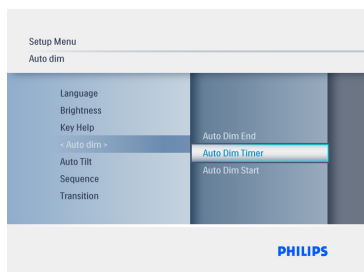 Setup Menu
Auto dim
Language
Brightness
Key Help
< Auto dim >
Auto Tilt
Sequence
Transition
Auto Dim End
Auto Dim Timer
Auto Dim Start
PHILIPS